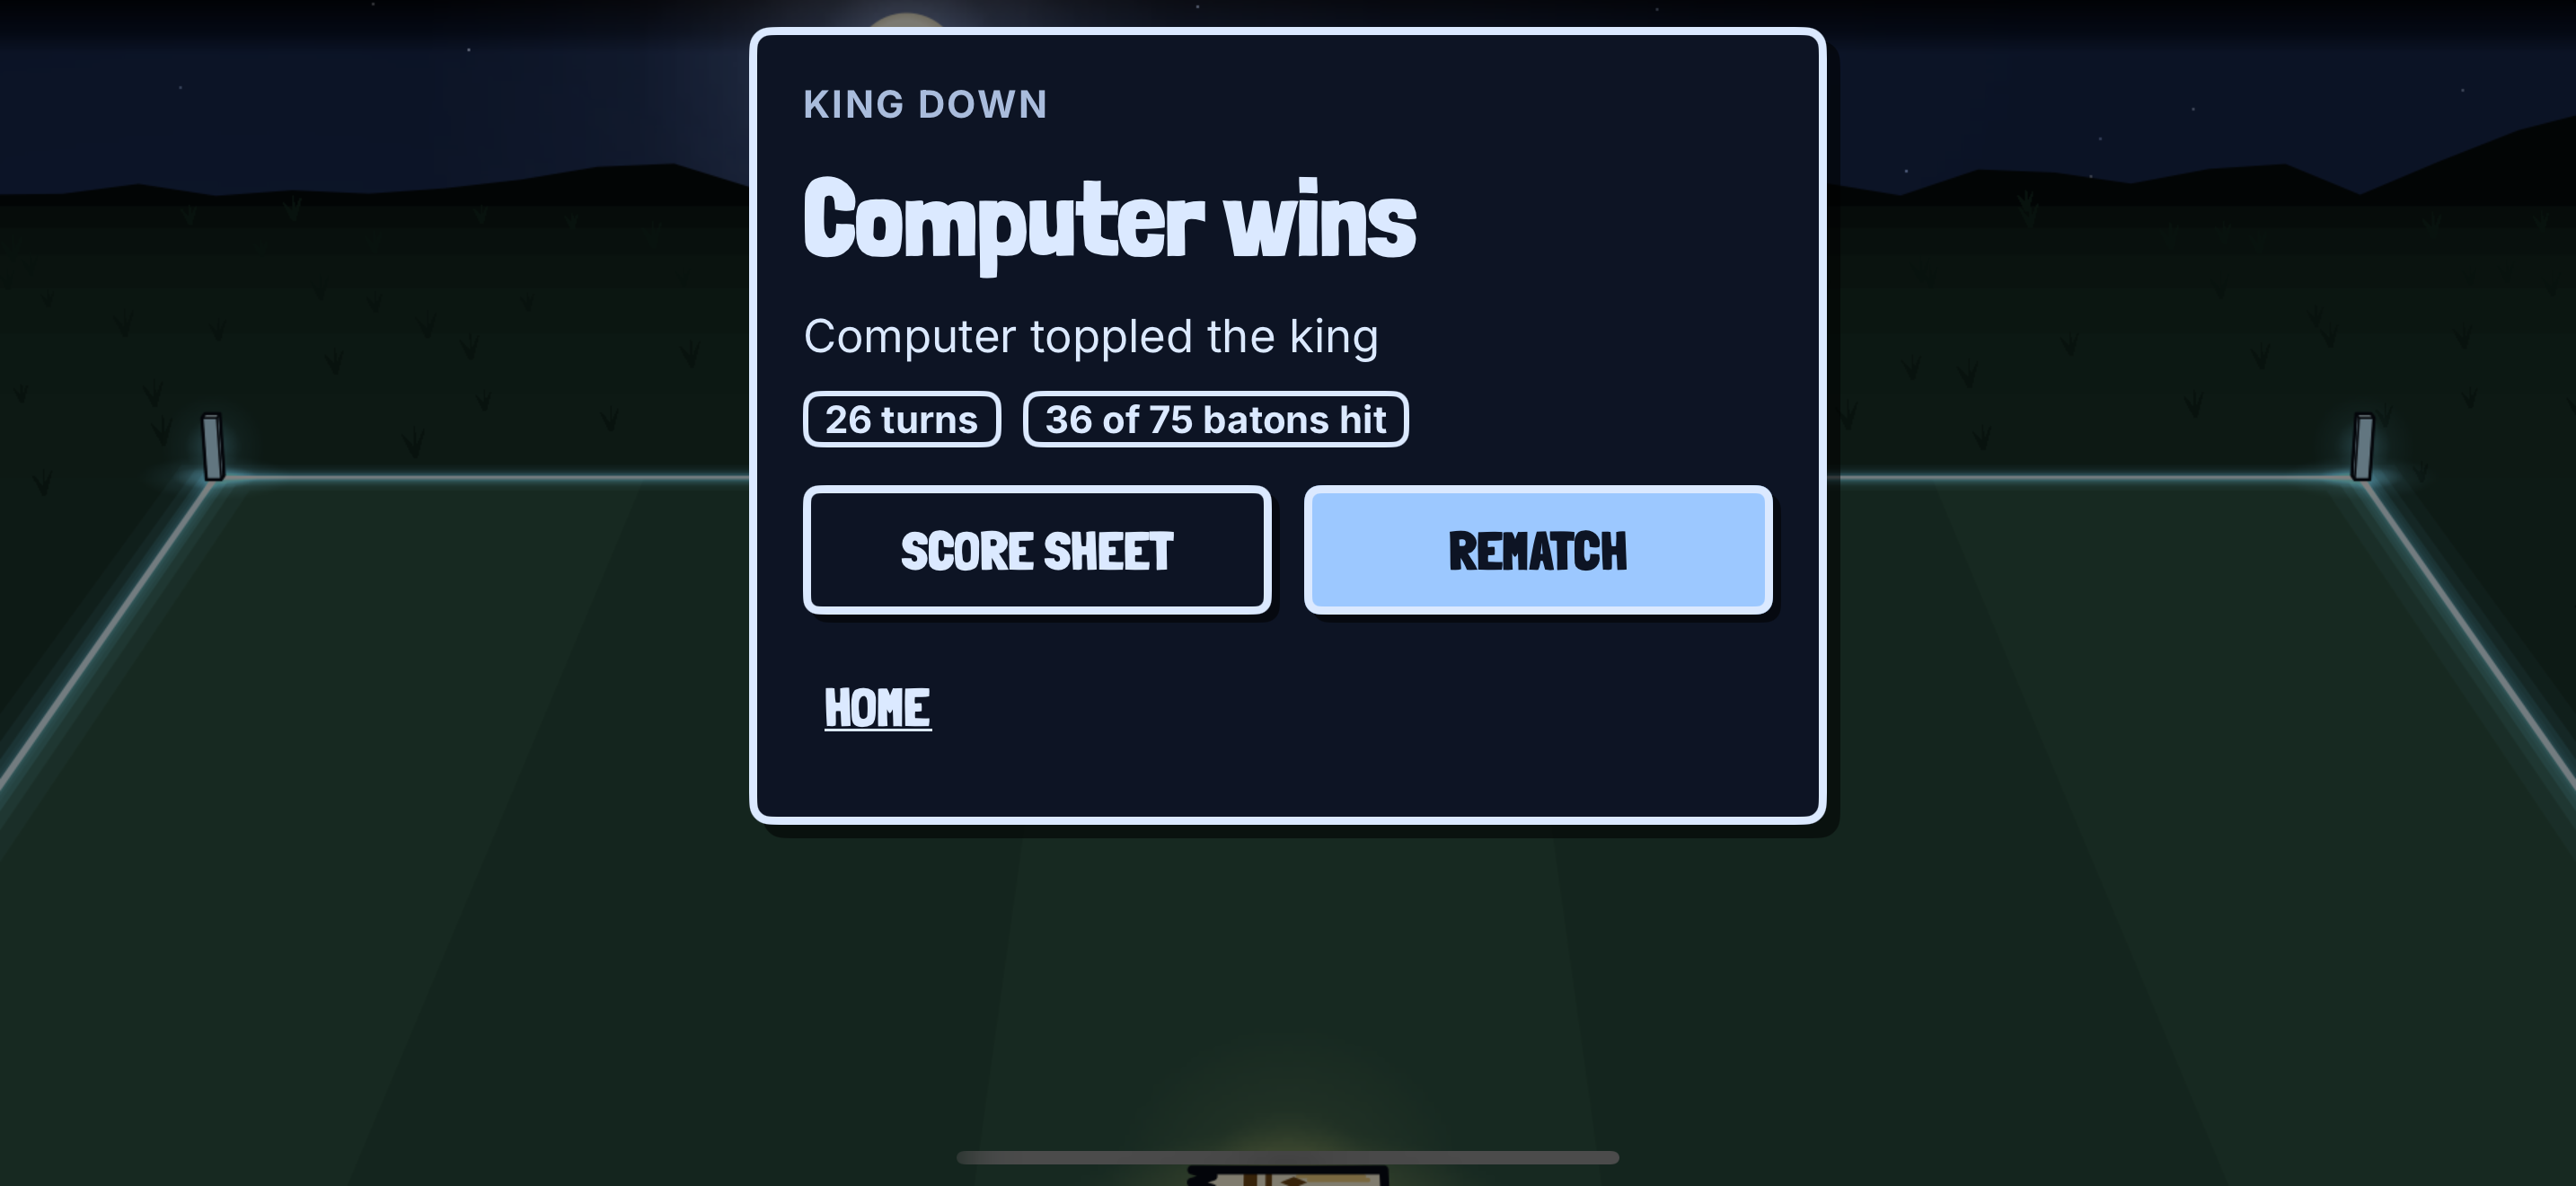 KING DOWN
Computer wins
Computer toppled the king
26 turns 36 of 75 batons hit
SCORE SHEET REMATCH
HOME